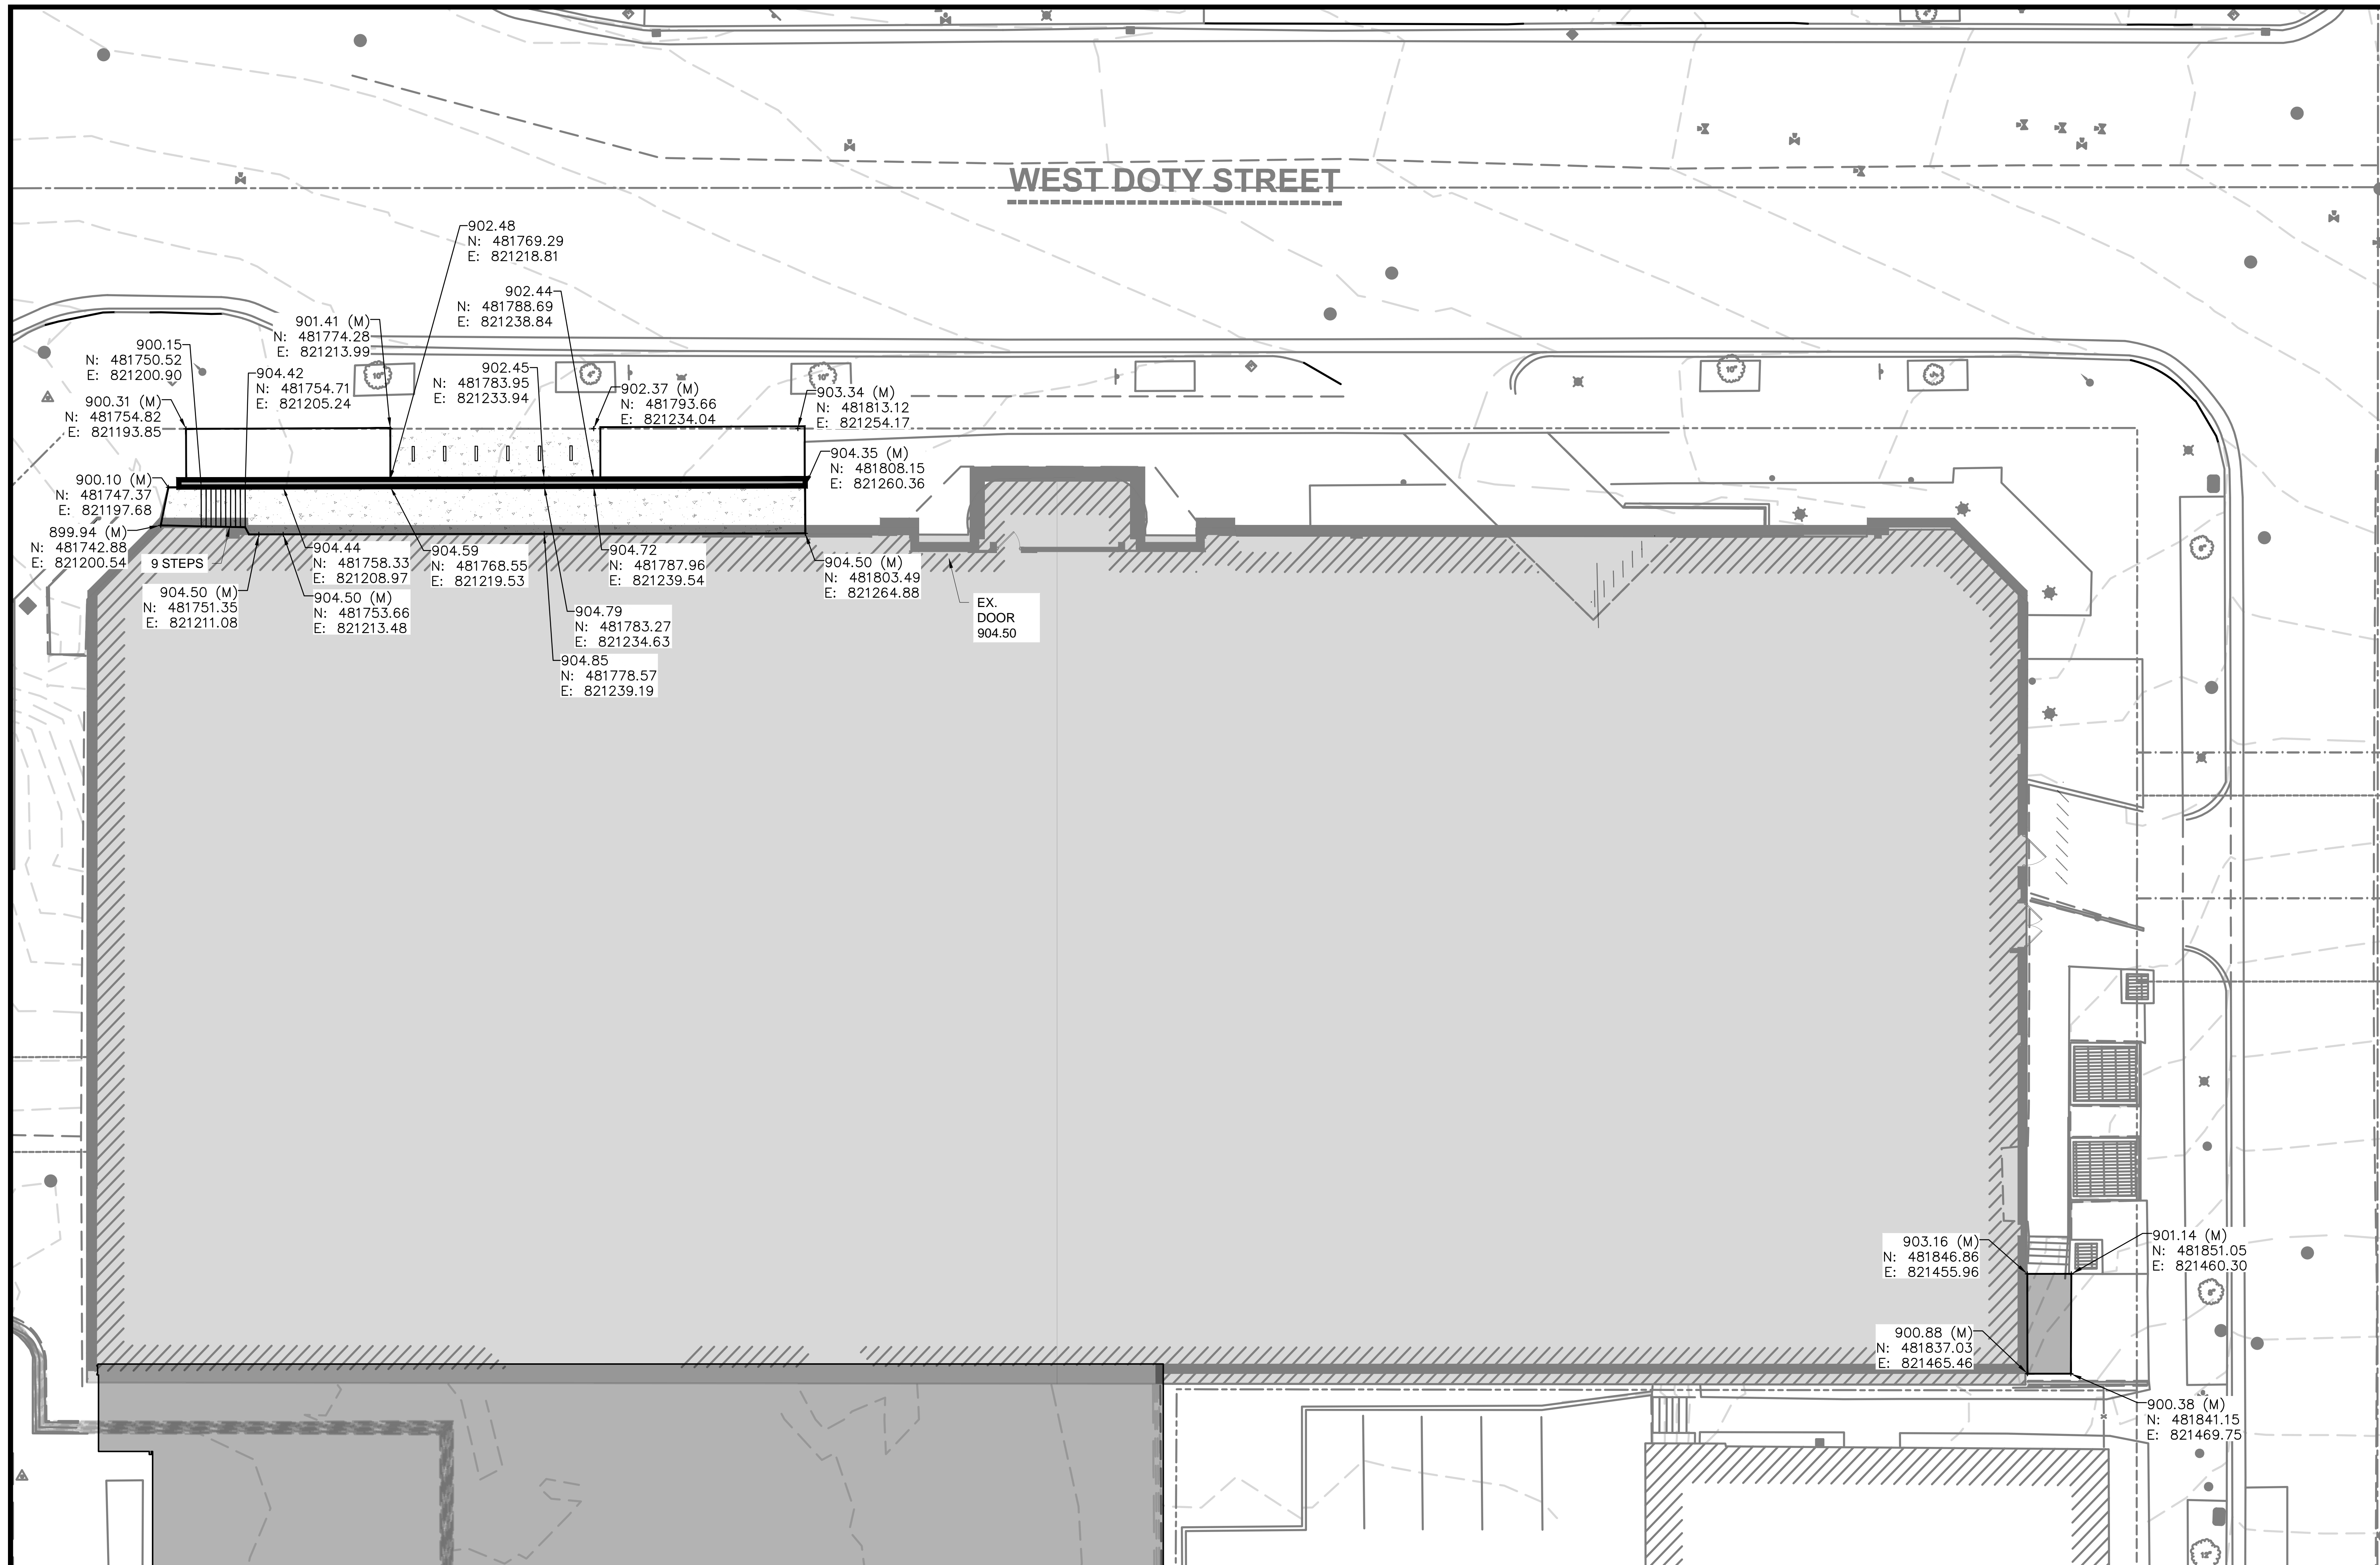 WEST DOTY STREET
902.48
N: 481769.29
E: 821218.81
902.44
N: 481788.69
E: 821238.84
901.41 (M)
N: 481774.28
E: 821213.99
900.15
N: 481750.52
E: 821200.90
904.42
N: 481754.71
E: 821205.24
902.45
N: 481783.95
E: 821233.94
902.37 (M)
N: 481793.66
E: 821234.04
903.34 (M)
N: 481813.12
E: 821254.17
900.31 (M)
N: 481754.82
E: 821193.85
904.35 (M)
N: 481808.15
E: 821260.36
900.10 (M)
N: 481747.37
E: 821197.68
899.94 (M)
N: 481742.88
E: 821200.54
9 STEPS
904.44
N: 481758.33
E: 821208.97
904.59
N: 481768.55
E: 821219.53
904.72
N: 481787.96
E: 821239.54
904.50 (M)
N: 481803.49
E: 821264.88
904.50 (M)
N: 481751.35
E: 821211.08
904.50 (M)
N: 481753.66
E: 821213.48
904.79
N: 481783.27
E: 821234.63
904.85
N: 481778.57
E: 821239.19
EX.
DOOR
904.50
10"
10"
10"
903.16 (M)
N: 481846.86
E: 821455.96
901.14 (M)
N: 481851.05
E: 821460.30
900.88 (M)
N: 481837.03
E: 821465.46
900.38 (M)
N: 481841.15
E: 821469.75
12"